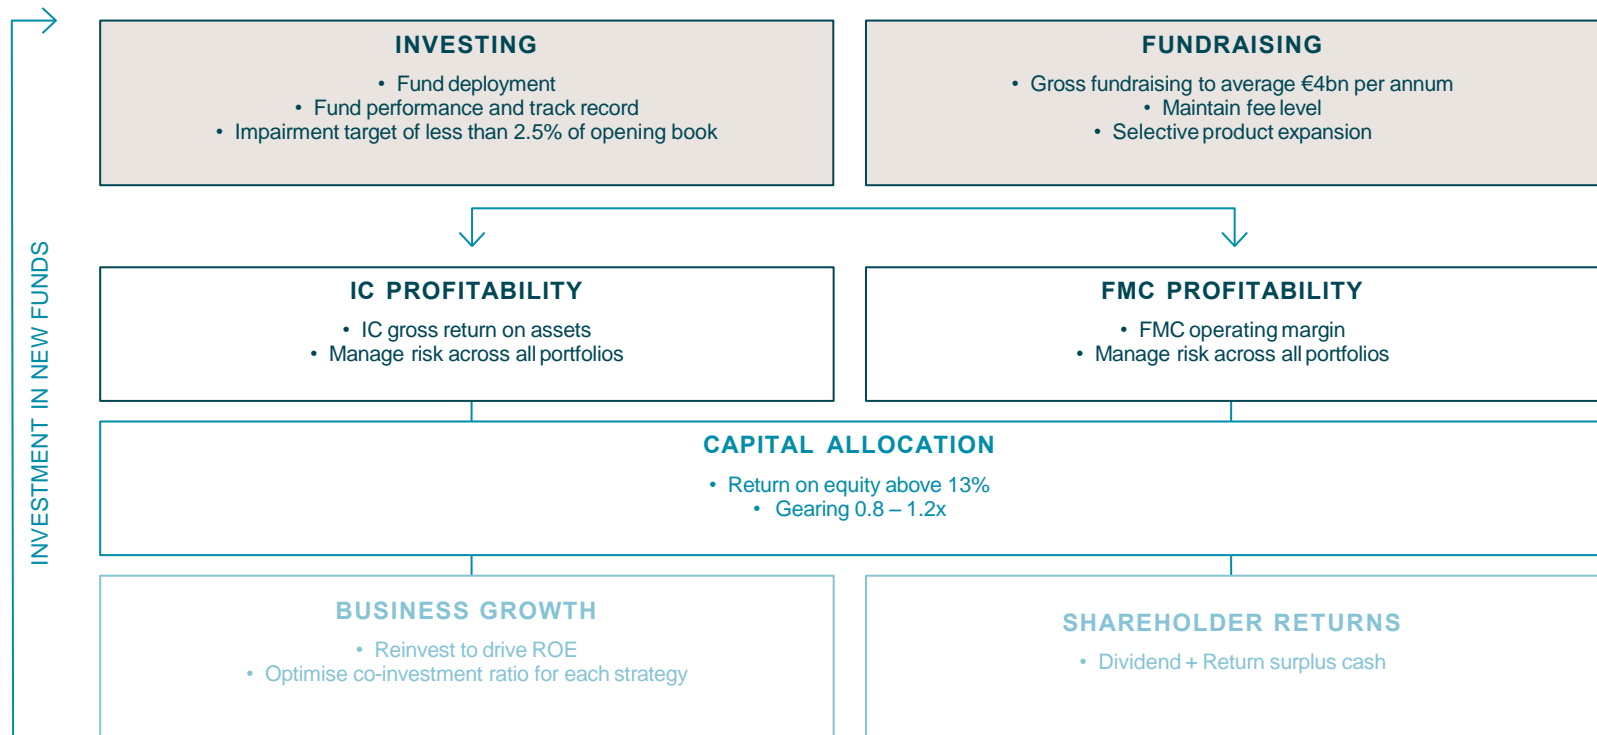 INVESTING
• Fund deployment
• Fund performance and track record
• Impairment target of less than 2.5% of opening book
FUNDRAISING
• Gross fundraising to average €4bn per annum
• Maintain fee level
• Selective product expansion
INVESTMENT IN NEW FUNDS
IC PROFITABILITY
• IC gross return on assets
• Manage risk across all portfolios
FMC PROFITABILITY
• FMC operating margin
• Manage risk across all portfolios
CAPITAL ALLOCATION
• Return on equity above 13%
• Gearing 0.8 – 1.2x
BUSINESS GROWTH
• Reinvest to drive ROE
• Optimise co-investment ratio for each strategy
SHAREHOLDER RETURNS
• Dividend + Return surplus cash